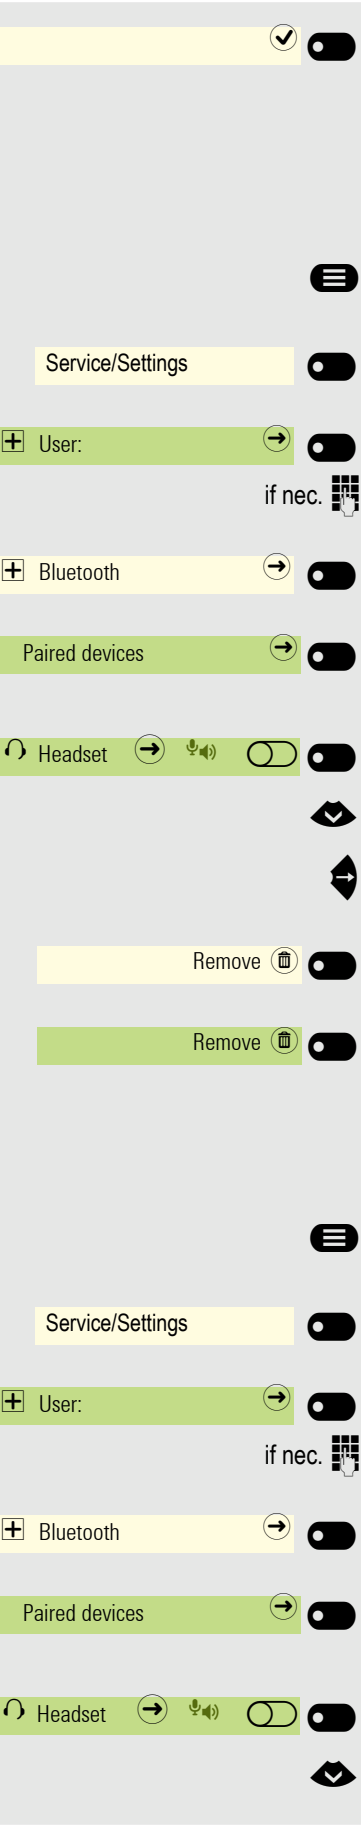 Service/Settings
User:
if nec.
Bluetooth
Paired devices
Headset
Remove
Remove
Service/Settings
User:
if nec.
Bluetooth
Paired devices
Headset